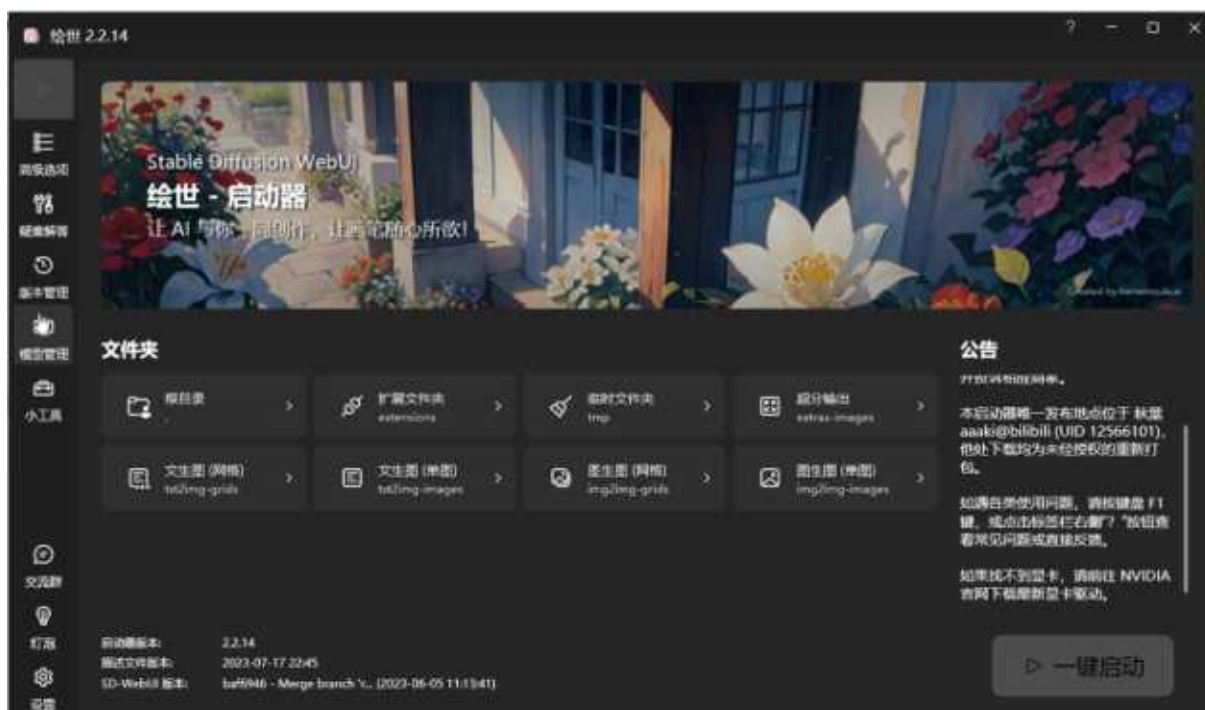 绘世 2.2.14
?
高级选项
疑难解答
版本管理
模型管理
小工具
交流群
灯泡
设置
Stable Diffusion WebUI
绘世 - 启动器
让 AI 与你一同创作，让画笔随心所欲！
文件夹
根目录
.
扩展文件夹
extensions
临时文件夹
tmp
超分输出
extras-images
文生图 (网格)
txt2img-grids
文生图 (单图)
txt2img-images
图生图 (网格)
img2img-grids
图生图 (单图)
img2img-images
公告
本启动器唯一发布地点位于 秋葉
aaaki@bilibili (UID 12566101),
他处下载均为未经授权的重新打
包。
如遇各类使用问题，请按键盘 F1
键，或点击标签栏右侧“？”按钮查
看常见问题或直接反馈。
如果找不到显卡，请前往 NVIDIA
官网下载最新显卡驱动。
启动器版本: 2.2.14
描述文件版本: 2023-07-17 22:45
SD-WebUI 版本: baf6946 - Merge branch 'c... (2023-06-05 11:13:41)
一键启动